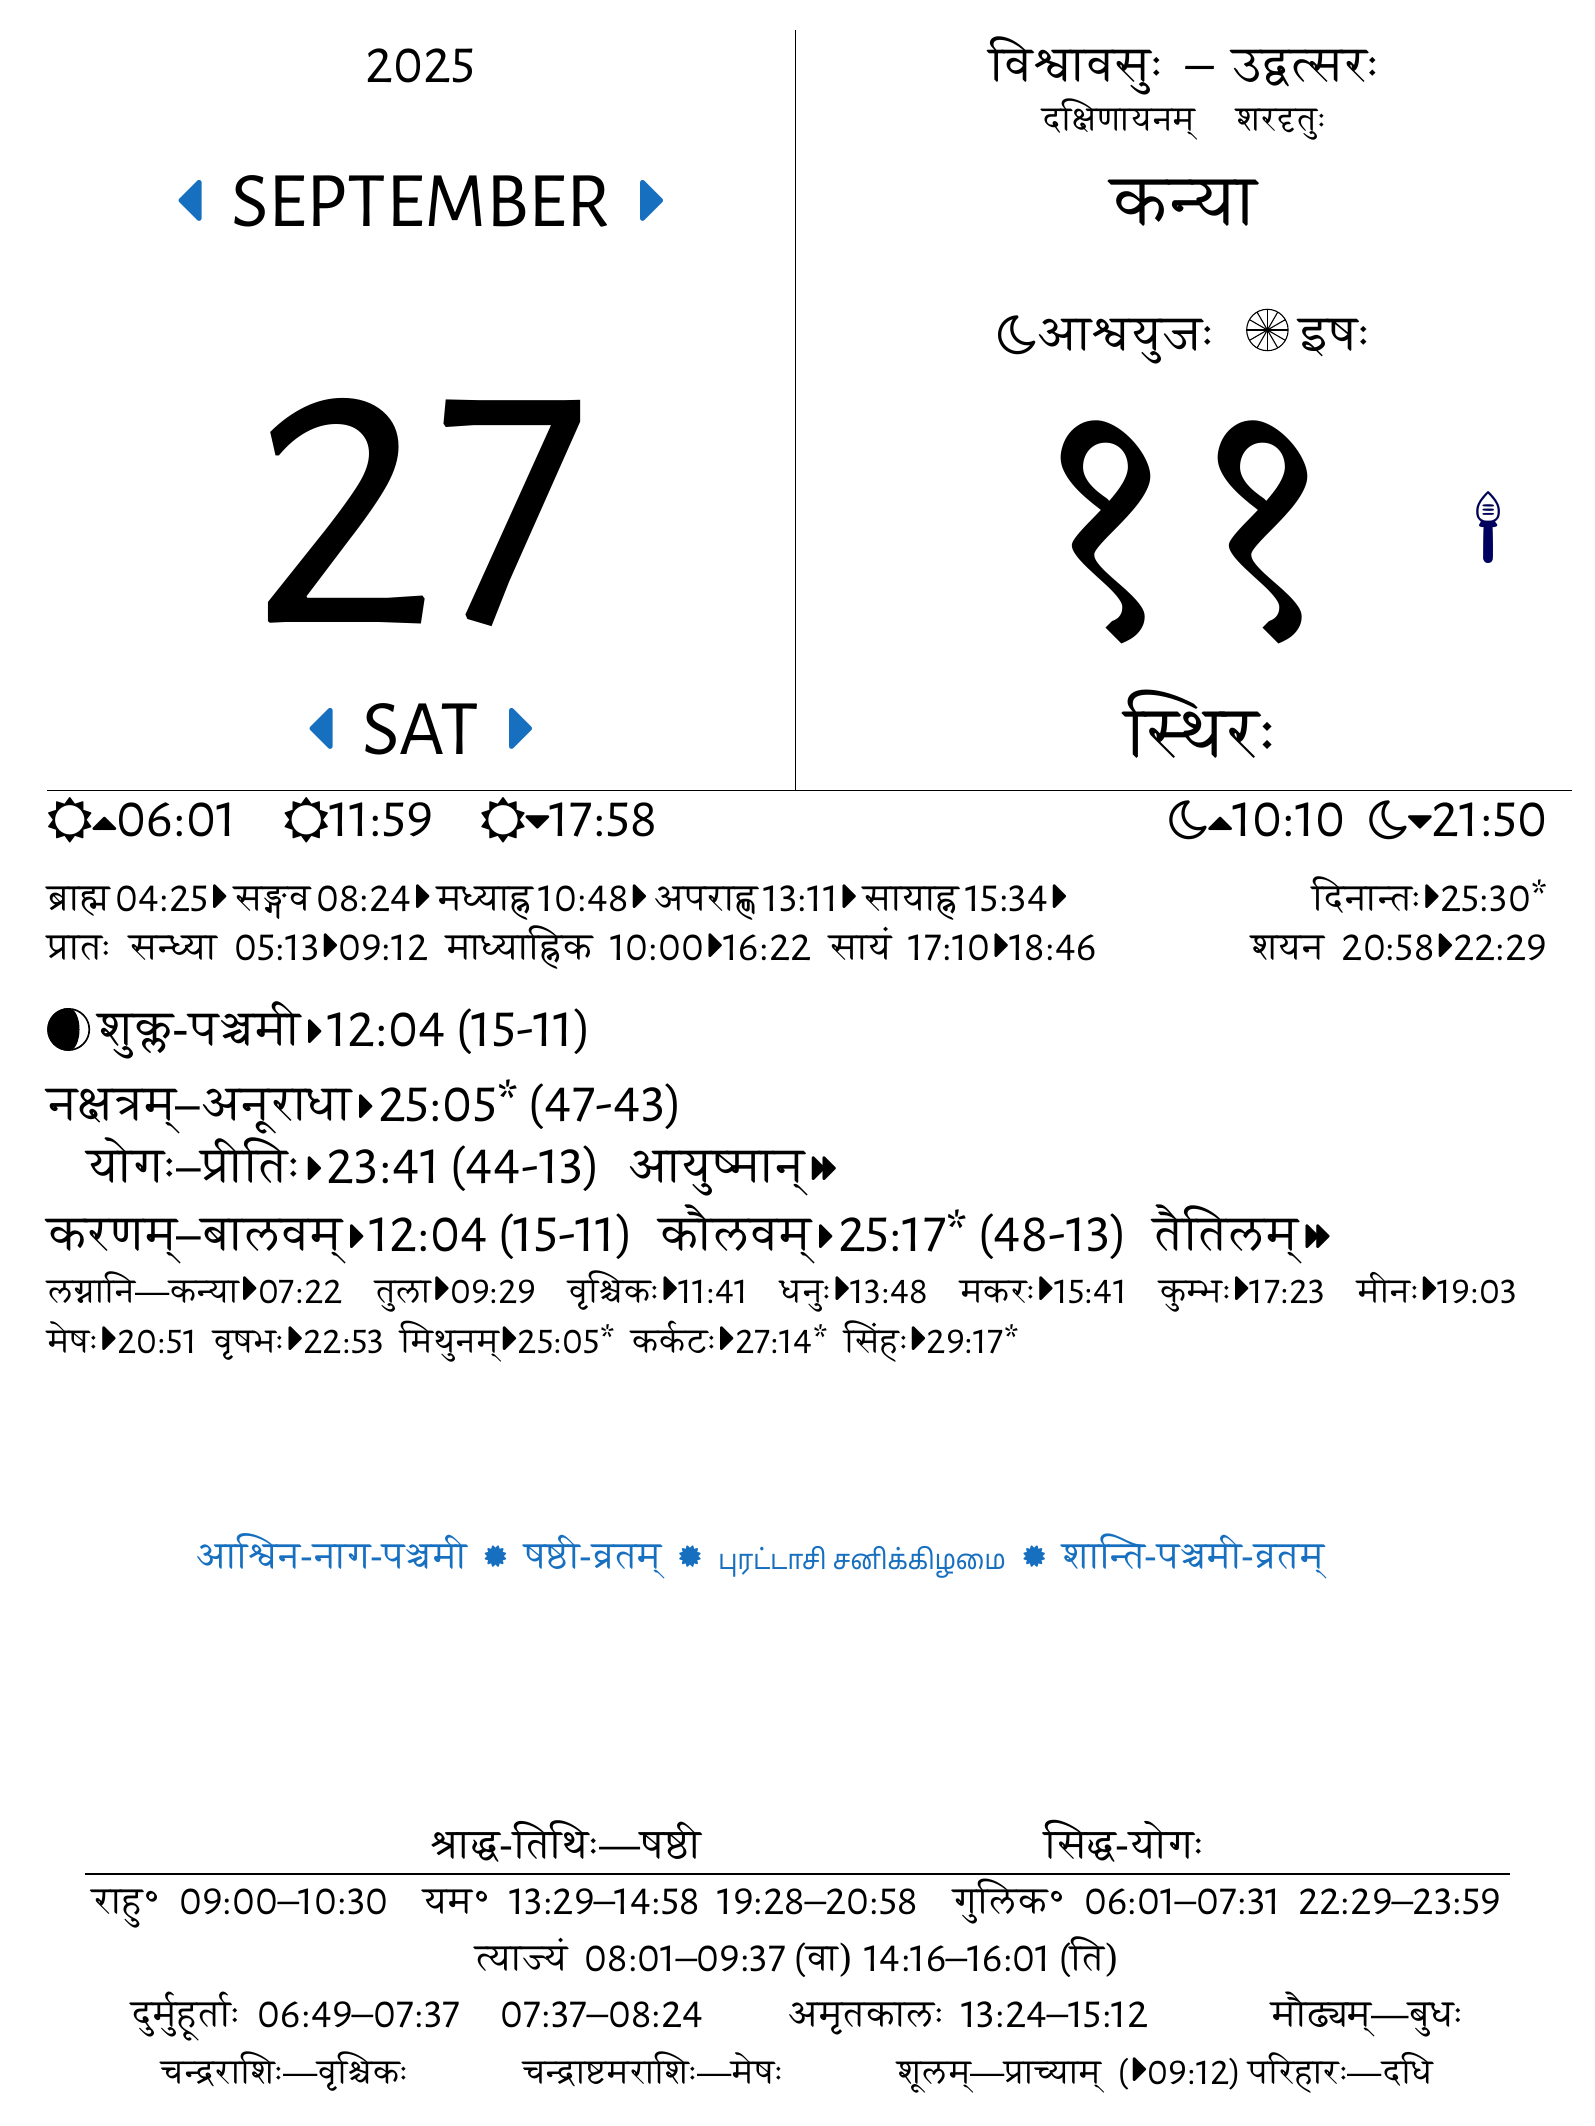 2025
SEPTEMBER
27
SAT
विश्वावसुः – उद्वत्सरः
दक्षिणायनम् शरदृतुः
कन्या
आश्वयुजः इषः
११
स्थिरः
06:01 11:59 17:58 10:10 21:50
ब्राह्म 04:25 सङ्गव 08:24 मध्याह्न 10:48 अपराह्ण 13:11 सायाह्न 15:34 दिनान्तः 25:30*
प्रातः सन्ध्या 05:13 09:12 माध्याह्निक 10:00 16:22 सायं 17:10 18:46 शयन 20:58 22:29
शुक्ल-पञ्चमी 12:04 (15-11)
नक्षत्रम्–अनूराधा 25:05* (47-43)
योगः–प्रीतिः 23:41 (44-13) आयुष्मान्
करणम्–बालवम् 12:04 (15-11) कौलवम् 25:17* (48-13) तैतिलम्
लग्नानि—कन्या 07:22 तुला 09:29 वृश्चिकः 11:41 धनुः 13:48 मकरः 15:41 कुम्भः 17:23 मीनः 19:03
मेषः 20:51 वृषभः 22:53 मिथुनम् 25:05* कर्कटः 27:14* सिंहः 29:17*
आश्विन-नाग-पञ्चमी षष्ठी-व्रतम् புரட்டாசி சனிக்கிழமை शान्ति-पञ्चमी-व्रतम्
श्राद्ध-तिथिः—षष्ठी सिद्ध-योगः
राहु॰ 09:00–10:30 यम॰ 13:29–14:58 19:28–20:58 गुलिक॰ 06:01–07:31 22:29–23:59
त्याज्यं 08:01–09:37 (वा) 14:16–16:01 (ति)
दुर्मुहूर्ताः 06:49–07:37 07:37–08:24 अमृतकालः 13:24–15:12 मौढ्यम्—बुधः
चन्द्रराशिः—वृश्चिकः चन्द्राष्टमराशिः—मेषः शूलम्—प्राच्याम् (09:12) परिहारः—दधि